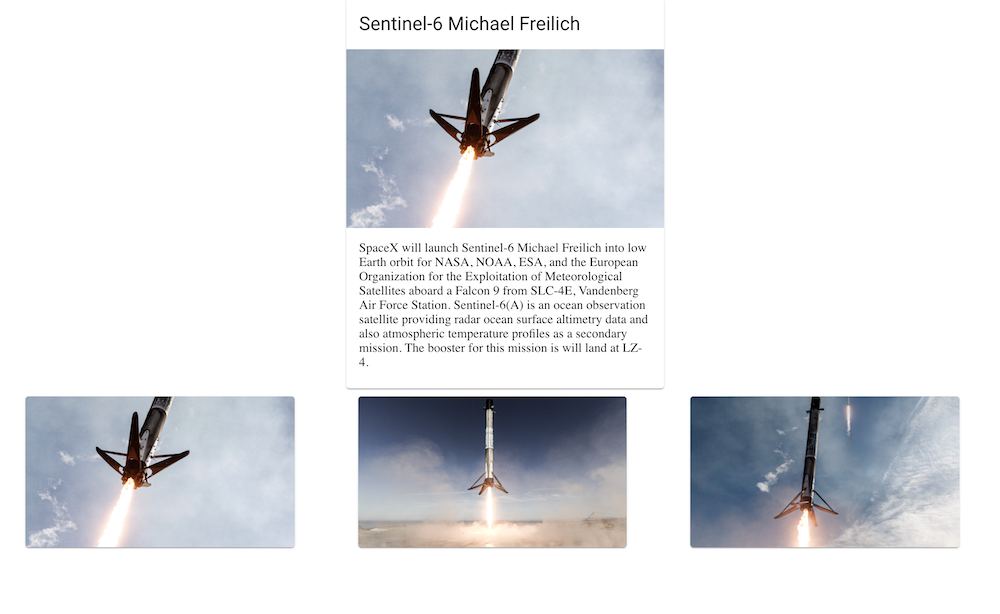 Sentinel-6 Michael Freilich
SpaceX will launch Sentinel-6 Michael Freilich into low
Earth orbit for NASA, NOAA, ESA, and the European
Organization for the Exploitation of Meteorological
Satellites aboard a Falcon 9 from SLC-4E, Vandenberg
Air Force Station. Sentinel-6(A) is an ocean observation
satellite providing radar ocean surface altimetry data and
also atmospheric temperature profiles as a secondary
mission. The booster for this mission is will land at LZ-
4.